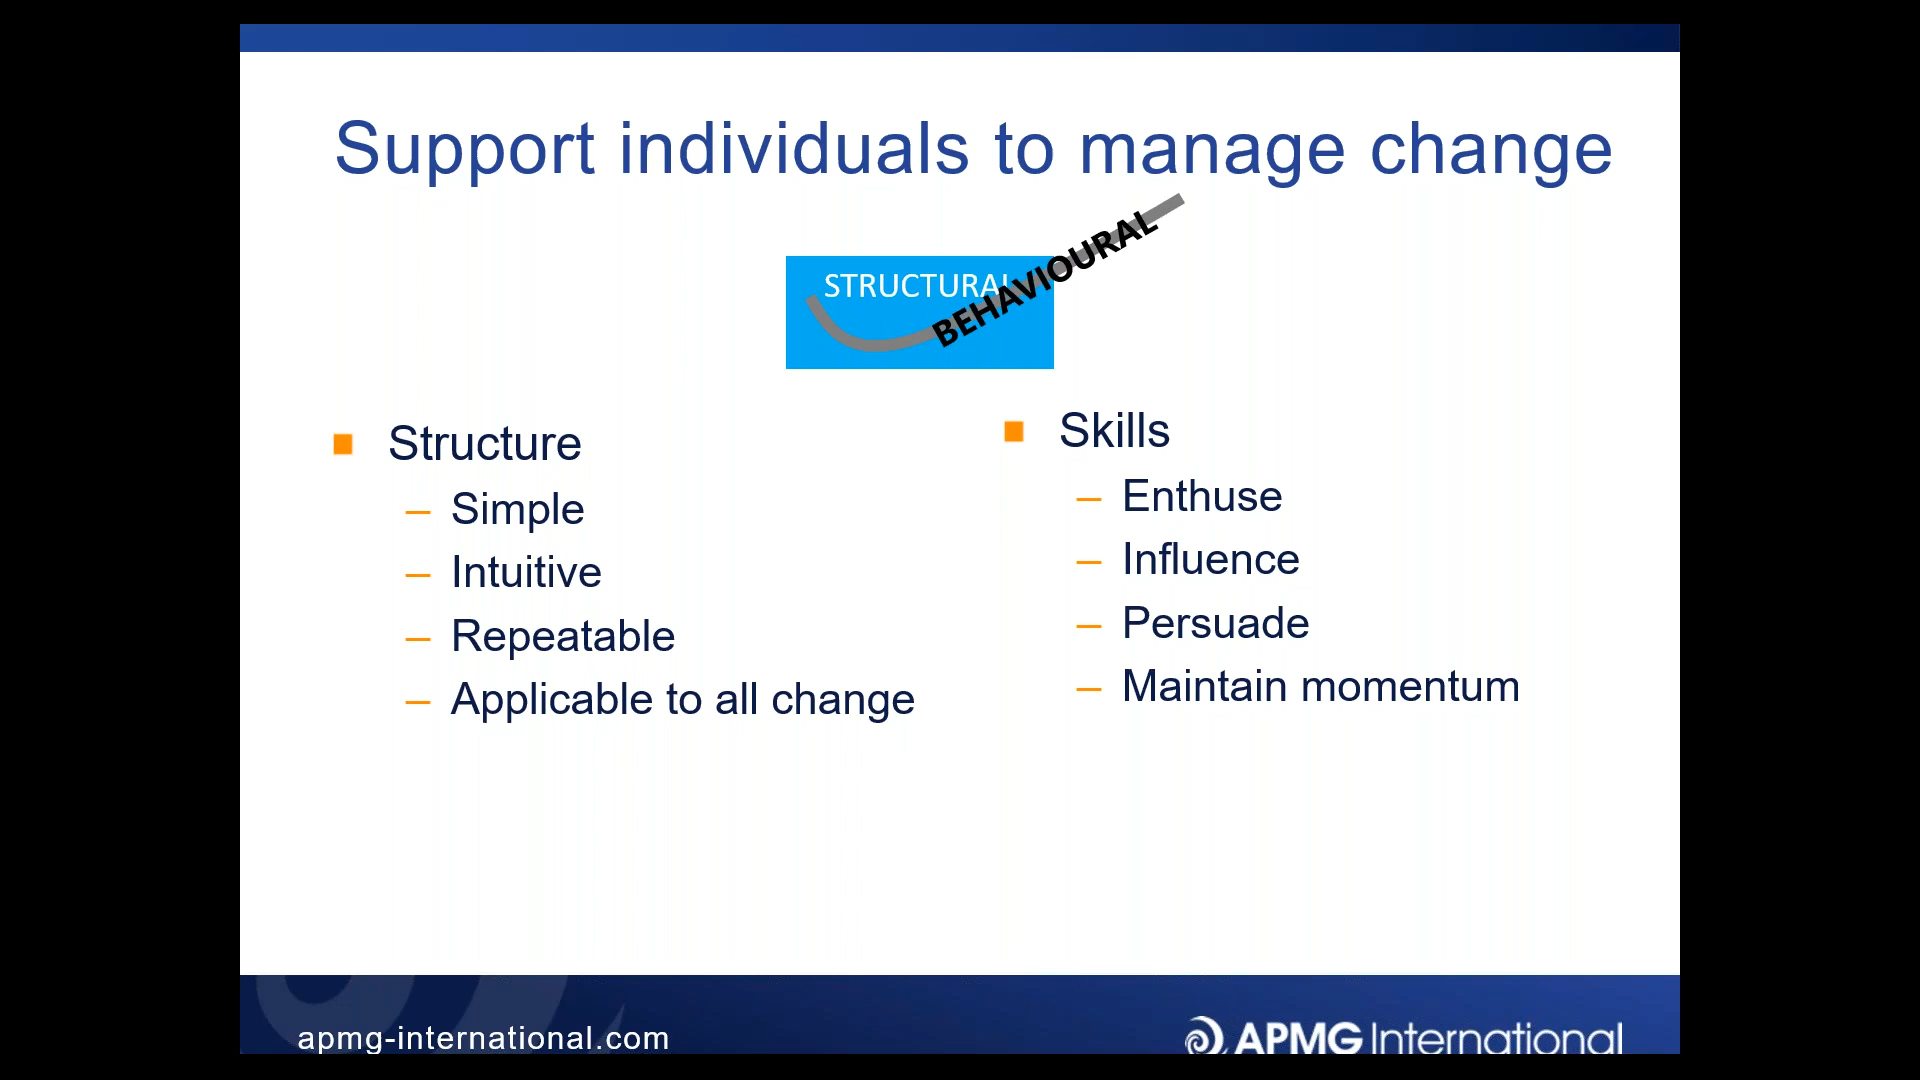 Support individuals to manage change
STRUCTURAL
BEHAVIOURAL
Structure
– Simple
– Intuitive
– Repeatable
– Applicable to all change
Skills
– Enthuse
– Influence
– Persuade
– Maintain momentum
apmg-international.com
APMG International